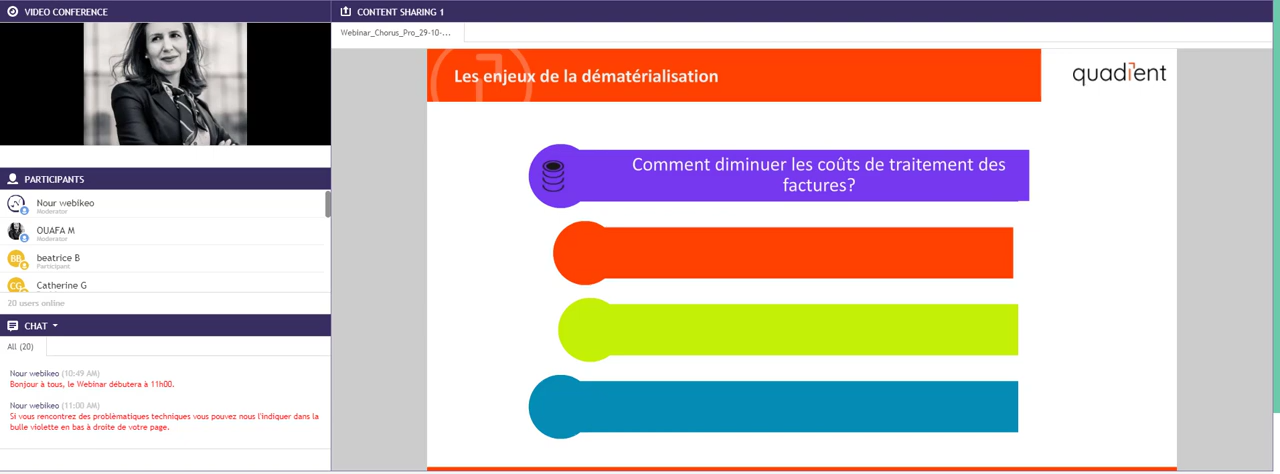 VIDEO CONFERENCE
PARTICIPANTS
Nour webikeo
Moderator
OUAFA M
Moderator
BB
beatrice B
Participant
CG
Catherine G
20 users online
CHAT
All (20)
Nour webikeo (10:49 AM)
Bonjour à tous, le Webinar débutera à 11h00.
Nour webikeo (11:00 AM)
Si vous rencontrez des problèmatiques techniques vous pouvez nous l'indiquer dans la
bulle violette en bas à droite de votre page.
CONTENT SHARING 1
Webinar_Chorus_Pro_29-10-...
Les enjeux de la dématérialisation
quadient
Comment diminuer les coûts de traitement des
factures?